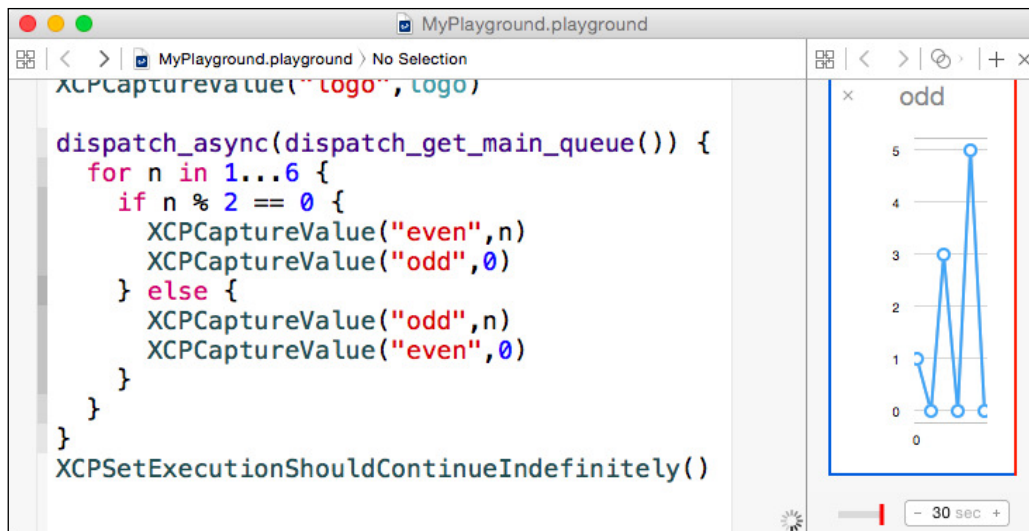 MyPlayground.playground
MyPlayground.playground 〉 No Selection
XCPCaptureValue("logo",logo)
dispatch_async(dispatch_get_main_queue()) {
for n in 1...6 {
if n % 2 == 0 {
XCPCaptureValue("even",n)
XCPCaptureValue("odd",0)
} else {
XCPCaptureValue("odd",n)
XCPCaptureValue("even",0)
}
}
}
XCPSetExecutionShouldContinueIndefinitely()
odd
5
4
3
2
1
0
0
- 30 sec +